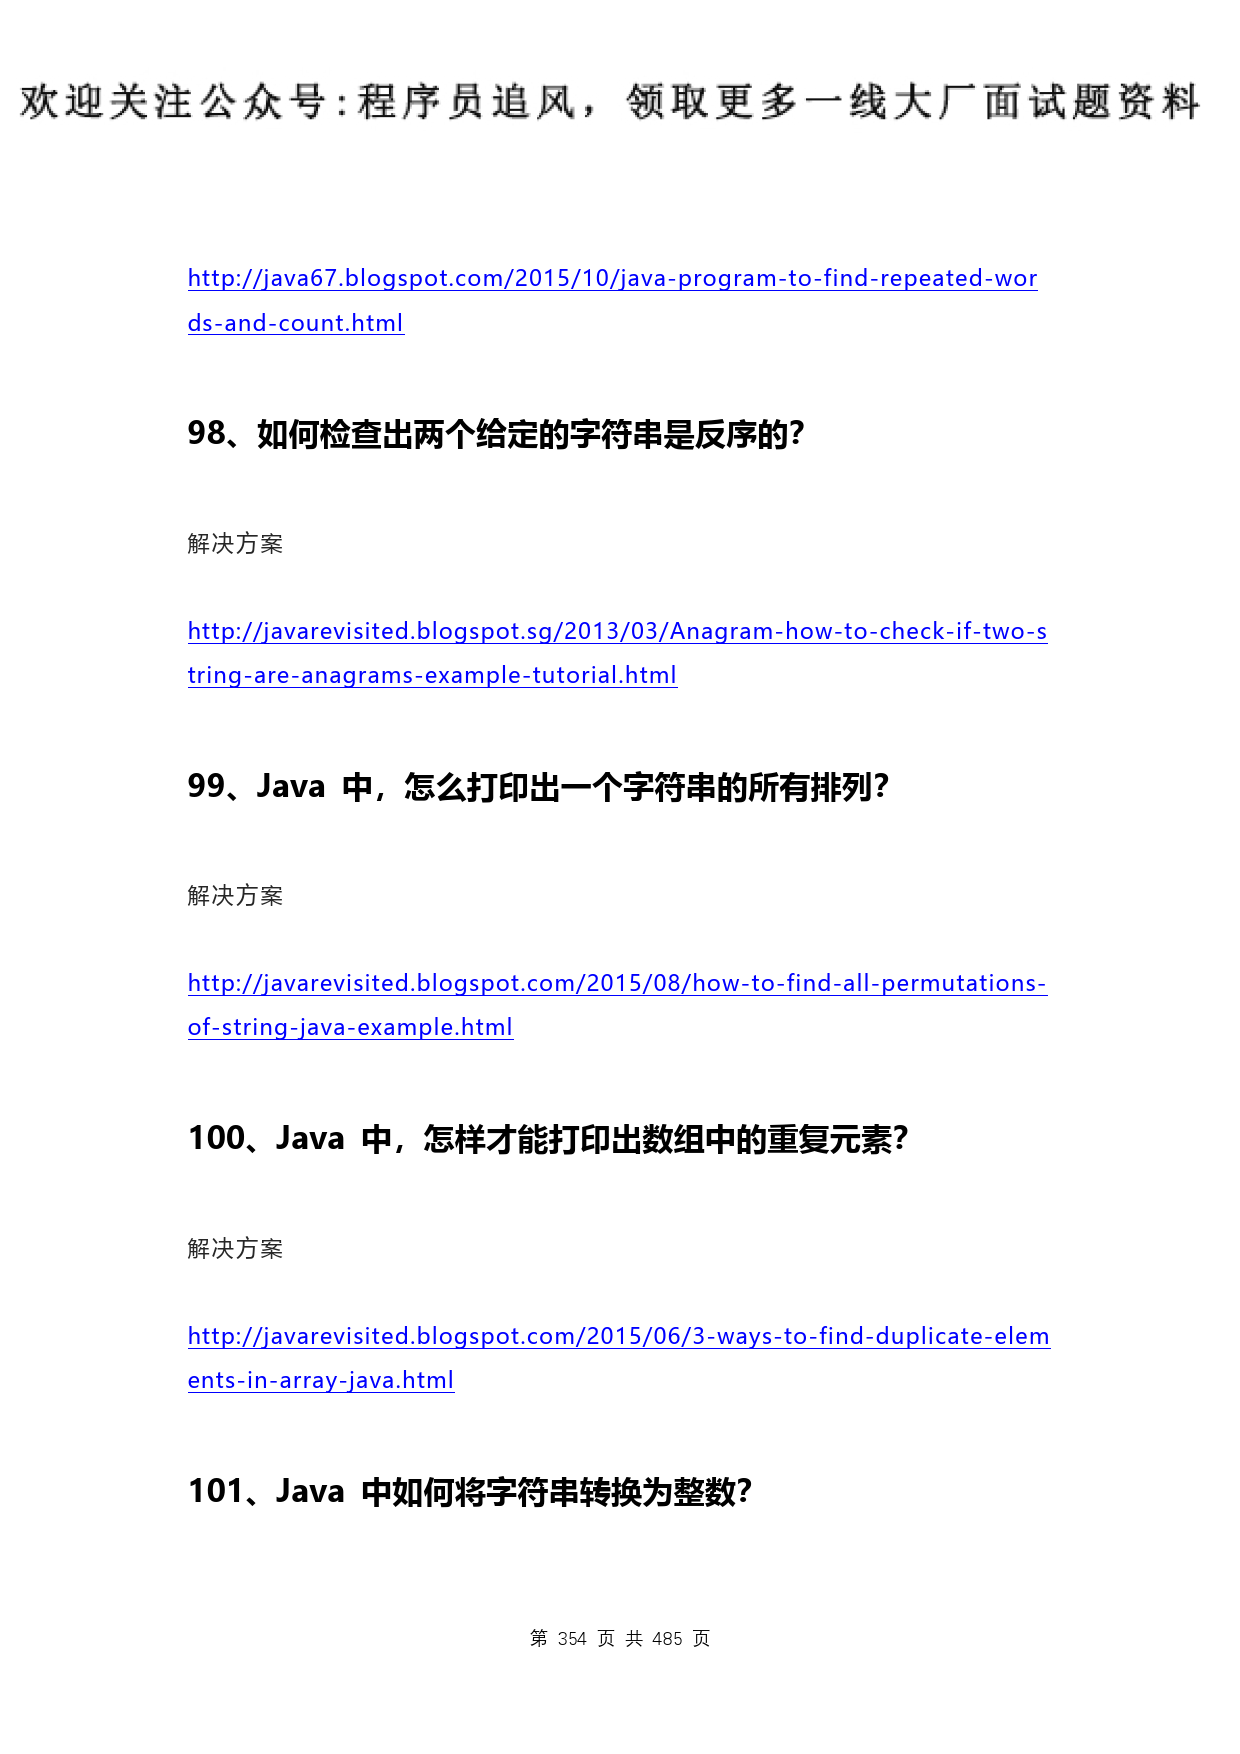 欢迎关注公众号:程序员追风，领取更多一线大厂面试题资料
http://java67.blogspot.com/2015/10/java-program-to-find-repeated-wor
ds-and-count.html
98、如何检查出两个给定的字符串是反序的？
解决方案
http://javarevisited.blogspot.sg/2013/03/Anagram-how-to-check-if-two-s
tring-are-anagrams-example-tutorial.html
99、Java 中，怎么打印出一个字符串的所有排列？
解决方案
http://javarevisited.blogspot.com/2015/08/how-to-find-all-permutations-
of-string-java-example.html
100、Java 中，怎样才能打印出数组中的重复元素？
解决方案
http://javarevisited.blogspot.com/2015/06/3-ways-to-find-duplicate-elem
ents-in-array-java.html
101、Java 中如何将字符串转换为整数？
第 354 页 共 485 页